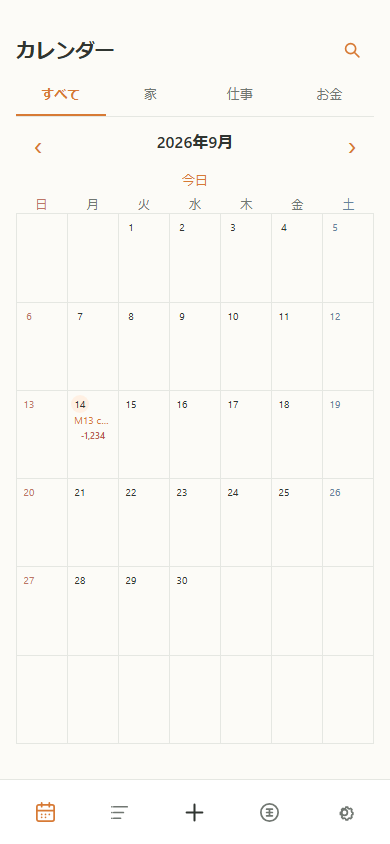 カレンダー
すべて 家 仕事 お金
‹ 2026年9月 ›
今日
日 月 火 水 木 金 土
1 2 3 4 5
6 7 8 9 10 11 12
13 14 15 16 17 18 19
M13 c...
-1,234
20 21 22 23 24 25 26
27 28 29 30